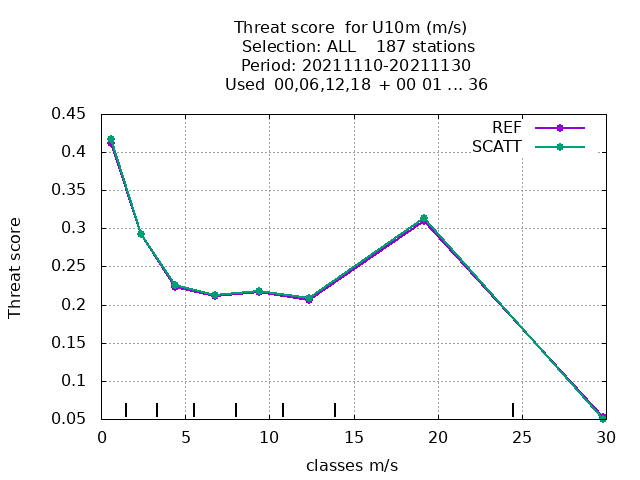 Threat score for U10m (m/s)
Selection: ALL 187 stations
Period: 20211110-20211130
Used 00,06,12,18 + 00 01 ... 36
REF
SCATT
Threat score
0.45
0.4
0.35
0.3
0.25
0.2
0.15
0.1
0.05
0 5 10 15 20 25 30
classes m/s